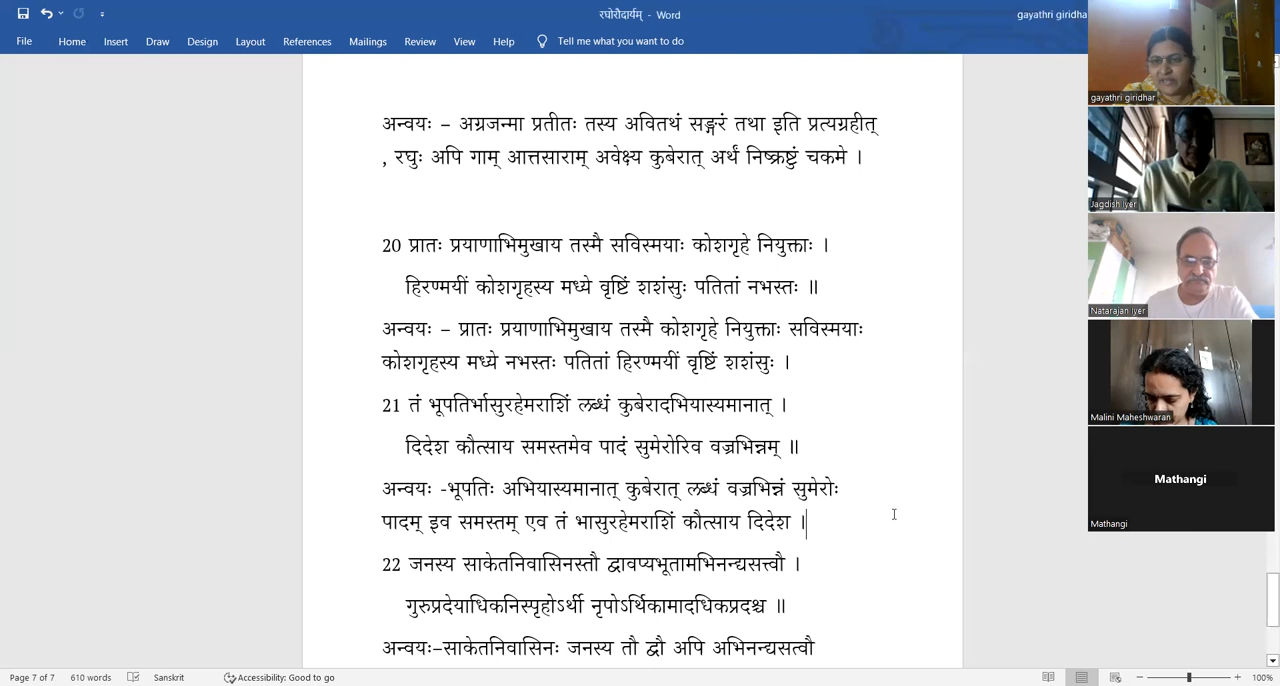 रघोरौदार्यम् - Word
gayathri giridha
File Home Insert Draw Design Layout References Mailings Review View Help Tell me what you want to do
अन्वयः – अग्रजन्मा प्रतीतः तस्य अवितथं सङ्गरं तथा इति प्रत्यग्रहीत्
, रघुः अपि गाम् आत्तसाराम् अवेक्ष्य कुबेरात् अर्थं निष्क्रष्टुं चकमे ।
20 प्रातः प्रयाणाभिमुखाय तस्मै सविस्मयाः कोशगृहे नियुक्ताः ।
हिरण्मयीं कोशगृहस्य मध्ये वृष्टिं शशंसुः पतितां नभस्तः ॥
अन्वयः – प्रातः प्रयाणाभिमुखाय तस्मै कोशगृहे नियुक्ताः सविस्मयाः
कोशगृहस्य मध्ये नभस्तः पतितां हिरण्मयीं वृष्टिं शशंसुः ।
21 तं भूपतिर्भासुरहेमराशिं लब्धं कुबेरादभियास्यमानात् ।
दिदेश कौत्साय समस्तमेव पादं सुमेरोरिव वज्रभिन्नम् ॥
अन्वयः -भूपतिः अभियास्यमानात् कुबेरात् लब्धं वज्रभिन्नं सुमेरोः
पादम् इव समस्तम् एव तं भासुरहेमराशिं कौत्साय दिदेश ।
22 जनस्य साकेतनिवासिनस्तौ द्वावप्यभूतामभिनन्द्यसत्त्वौ ।
गुरुप्रदेयाधिकनिस्पृहोऽर्थी नृपोऽर्थिकामादधिकप्रदश्च ॥
अन्वयः–साकेतनिवासिनः जनस्य तौ द्वौ अपि अभिनन्द्यसत्वौ
gayathri giridhar
Jagdish Iyer
Natarajan Iyer
Malini Maheshwaran
Mathangi
Mathangi
Page 7 of 7 610 words Sanskrit Accessibility: Good to go 100%